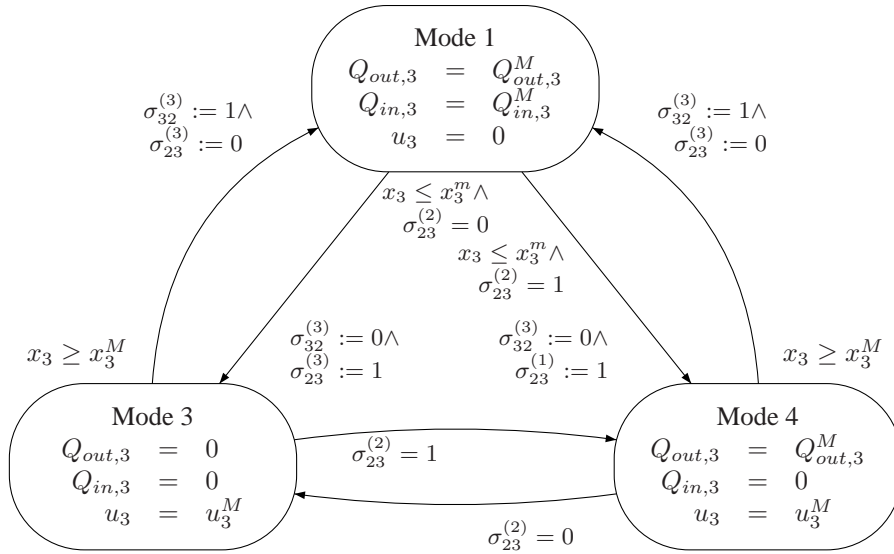 Mode 1
Q_{out,3} = Q^M_{out,3}
Q_{in,3} = Q^M_{in,3}
u_3 = 0
σ^{(3)}_{32} := 1∧
σ^{(3)}_{23} := 0
σ^{(3)}_{32} := 1∧
σ^{(3)}_{23} := 0
x_3 ≤ x^m_3 ∧
σ^{(2)}_{23} = 0
x_3 ≤ x^m_3 ∧
σ^{(2)}_{23} = 1
σ^{(3)}_{32} := 0∧
σ^{(3)}_{23} := 1
σ^{(3)}_{32} := 0∧
σ^{(1)}_{23} := 1
x_3 ≥ x^M_3
x_3 ≥ x^M_3
Mode 3
Q_{out,3} = 0
Q_{in,3} = 0
u_3 = u^M_3
σ^{(2)}_{23} = 1
σ^{(2)}_{23} = 0
Mode 4
Q_{out,3} = Q^M_{out,3}
Q_{in,3} = 0
u_3 = u^M_3